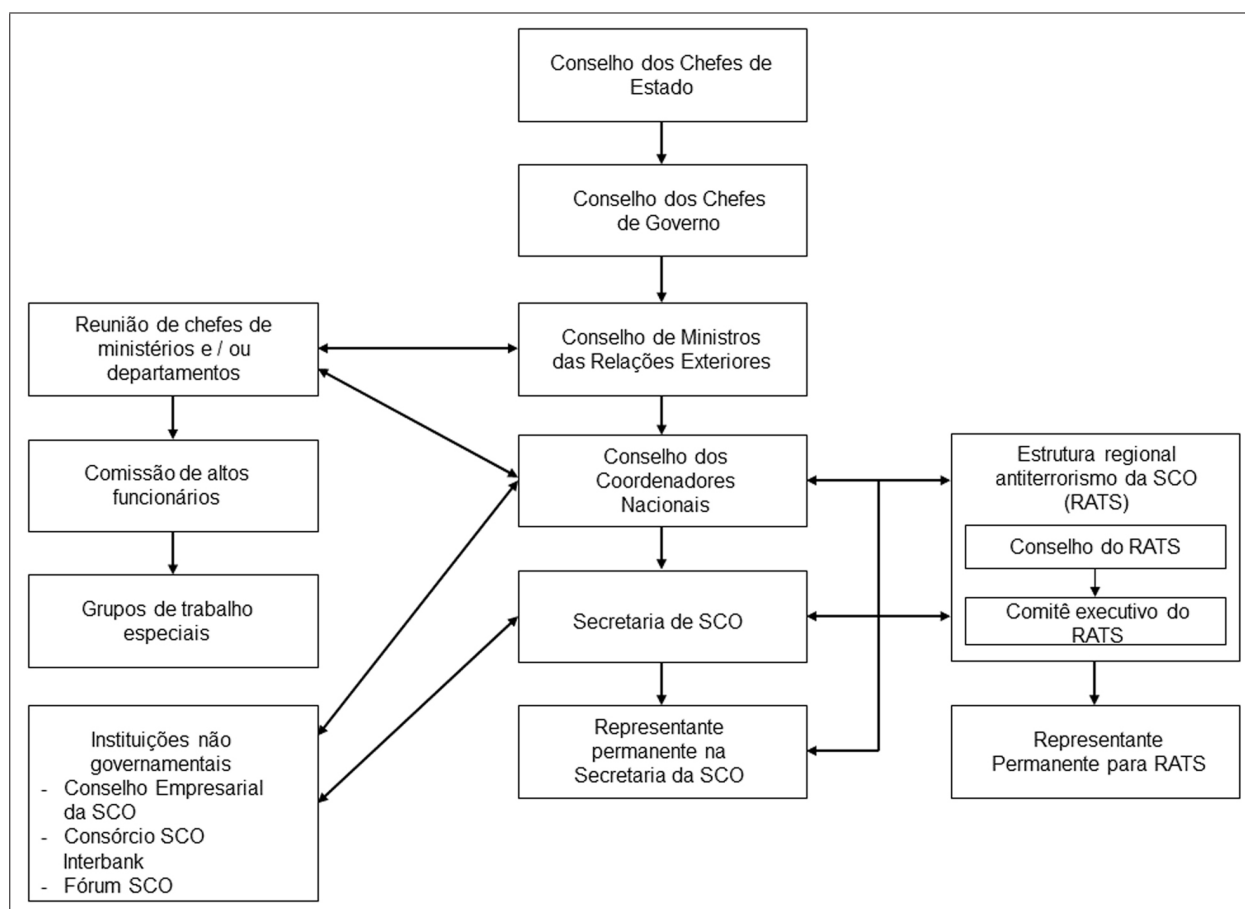 Conselho dos Chefes de
Estado
Conselho dos Chefes
de Governo
Reunião de chefes de
ministérios e / ou
departamentos
Conselho de Ministros
das Relações Exteriores
Comissão de altos
funcionários
Conselho dos
Coordenadores
Nacionais
Estrutura regional
antiterrorismo da SCO
(RATS)
Conselho do RATS
Comitê executivo do
RATS
Grupos de trabalho
especiais
Secretaria de SCO
Instituições não
governamentais
- Conselho Empresarial
da SCO
- Consórcio SCO
Interbank
- Fórum SCO
Representante
permanente na
Secretaria da SCO
Representante
Permanente para RATS